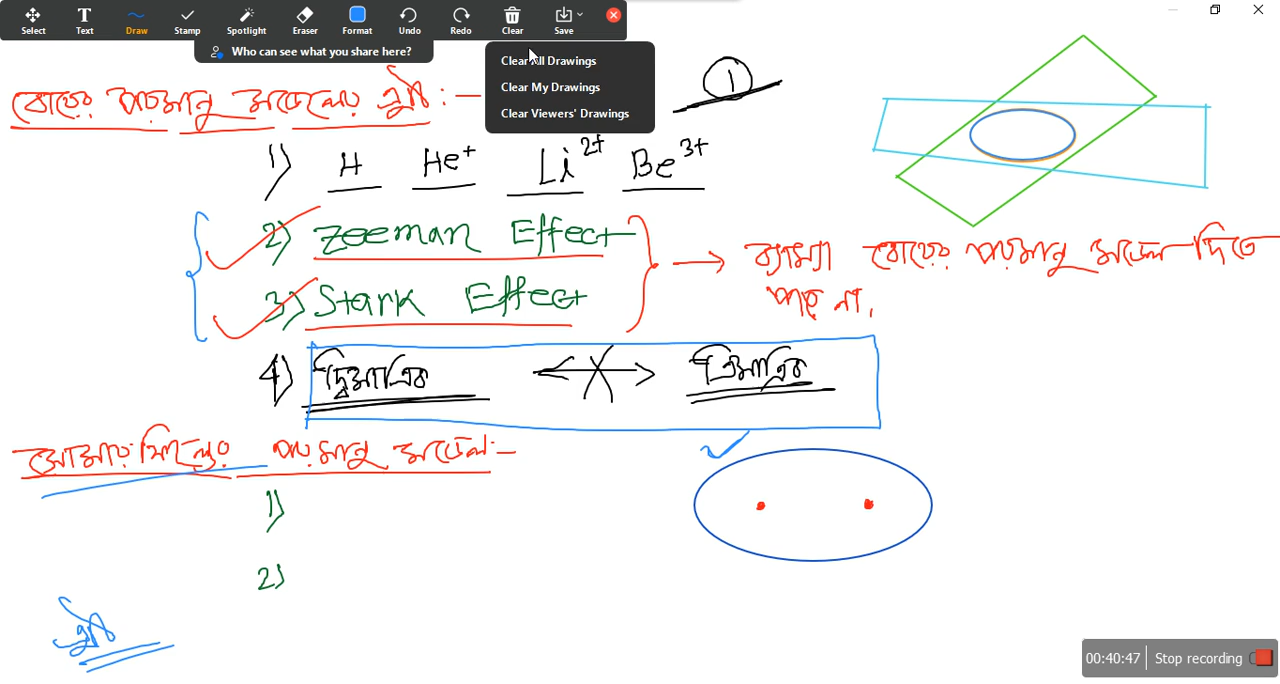 Select Text Draw Stamp Spotlight Eraser Format Undo Redo Clear Save
Who can see what you share here?
Clear All Drawings
Clear My Drawings
Clear Viewers' Drawings
বোরের পরমাণু মডেলের ত্রুটি :-
1
1) H He+ Li2+ Be3+
2) Zeeman Effect
3) Stark Effect
ব্যাখ্যা বোরের পরমাণু মডেল দিতে
পারে না।
4) দ্বিমাত্রিক ত্রিমাত্রিক
পরমাণু মডেল:-
1)
2)
ত্রুটি
00:40:47 Stop recording